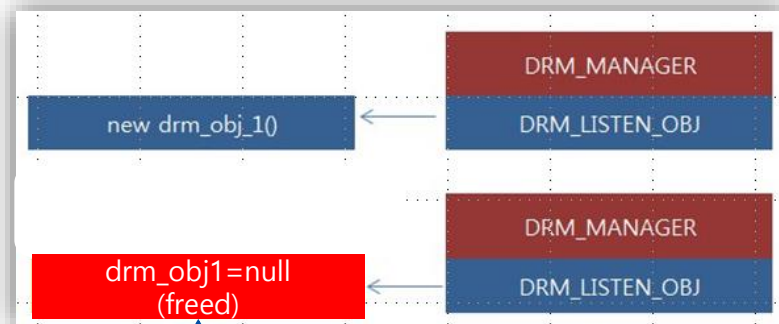 DRM_MANAGER
new drm_obj_1()
DRM_LISTEN_OBJ
DRM_MANAGER
drm_obj1=null
(freed)
DRM_LISTEN_OBJ